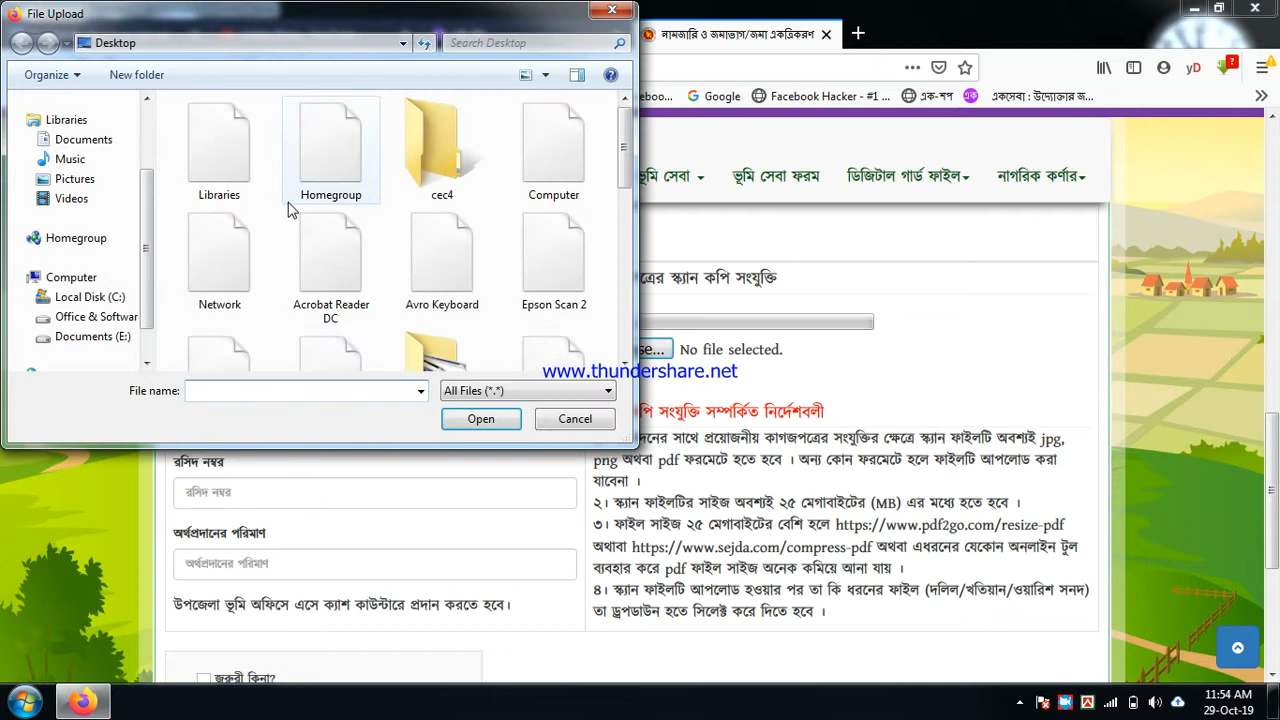 File Upload
নামজারি ও জমাভাগ/জমা একত্রিকরণ
Desktop
Search Desktop
Organize
New folder
yD
?
eboo...
Google
Facebook Hacker - #1 ...
এক-শপ
একসেবা : উদ্যোক্তার জ...
Libraries
Documents
Music
Pictures
Videos
Homegroup
Computer
Local Disk (C:)
Office & Softwar
Documents (E:)
Libraries
Homegroup
cec4
Computer
Network
Acrobat Reader DC
Avro Keyboard
Epson Scan 2
ভূমি সেবা
ভূমি সেবা ফরম
ডিজিটাল গার্ড ফাইল
নাগরিক কর্ণার
ত্রের স্ক্যান কপি সংযুক্তি
se...
No file selected.
www.thundershare.net
File name:
All Files (*.*)
Open
Cancel
পি সংযুক্তি সম্পর্কিত নির্দেশবলী
দনের সাথে প্রয়োজনীয় কাগজপত্রের সংযুক্তির ক্ষেত্রে স্ক্যান ফাইলটি অবশ্যই jpg,
png অথবা pdf ফরমেটে হতে হবে । অন্য কোন ফরমেটে হলে ফাইলটি আপলোড করা
যাবেনা ।
২। স্ক্যান ফাইলটির সাইজ অবশ্যই ২৫ মেগাবাইটের (MB) এর মধ্যে হতে হবে ।
৩। ফাইল সাইজ ২৫ মেগাবাইটের বেশি হলে https://www.pdf2go.com/resize-pdf
অথাবা https://www.sejda.com/compress-pdf অথবা এধরনের যেকোন অনলাইন টুল
ব্যবহার করে pdf ফাইল সাইজ অনেক কমিয়ে আনা যায় ।
৪। স্ক্যান ফাইলটি আপলোড হওয়ার পর তা কি ধরনের ফাইল (দলিল/খতিয়ান/ওয়ারিশ সনদ)
তা ড্রপডাউন হতে সিলেক্ট করে দিতে হবে ।
রসিদ নম্বর
রসিদ নম্বর
অর্থপ্রদানের পরিমাণ
অর্থপ্রদানের পরিমাণ
উপজেলা ভূমি অফিসে এসে ক্যাশ কাউন্টারে প্রদান করতে হবে।
জরুরী কিনা?
11:54 AM
29-Oct-19